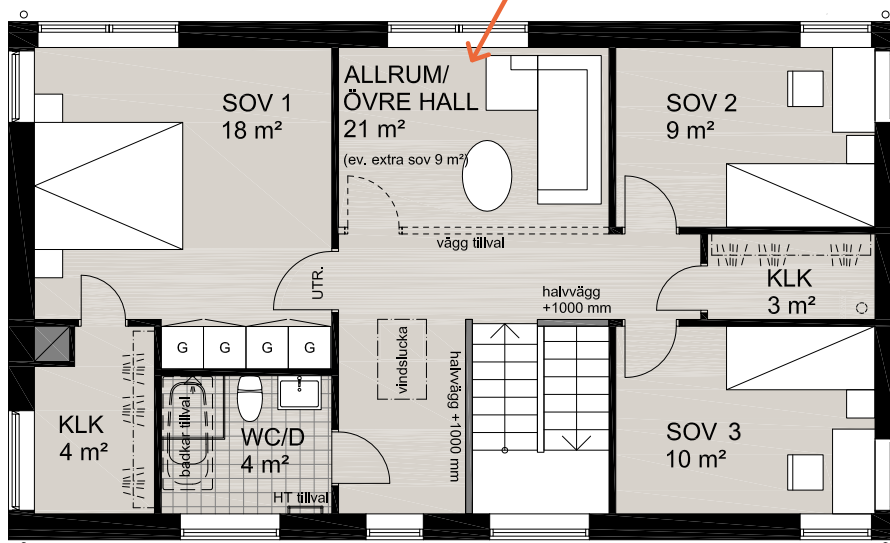 SOV 1
18 m²
ALLRUM/
ÖVRE HALL
21 m²
(ev. extra sov 9 m²)
SOV 2
9 m²
vägg tillval
UTR.
halvvägg
+1000 mm
KLK
3 m²
G
G
G
G
vindslucka
halvvägg +1000 mm
KLK
4 m²
badkar tillval
WC/D
4 m²
HT tillval
SOV 3
10 m²